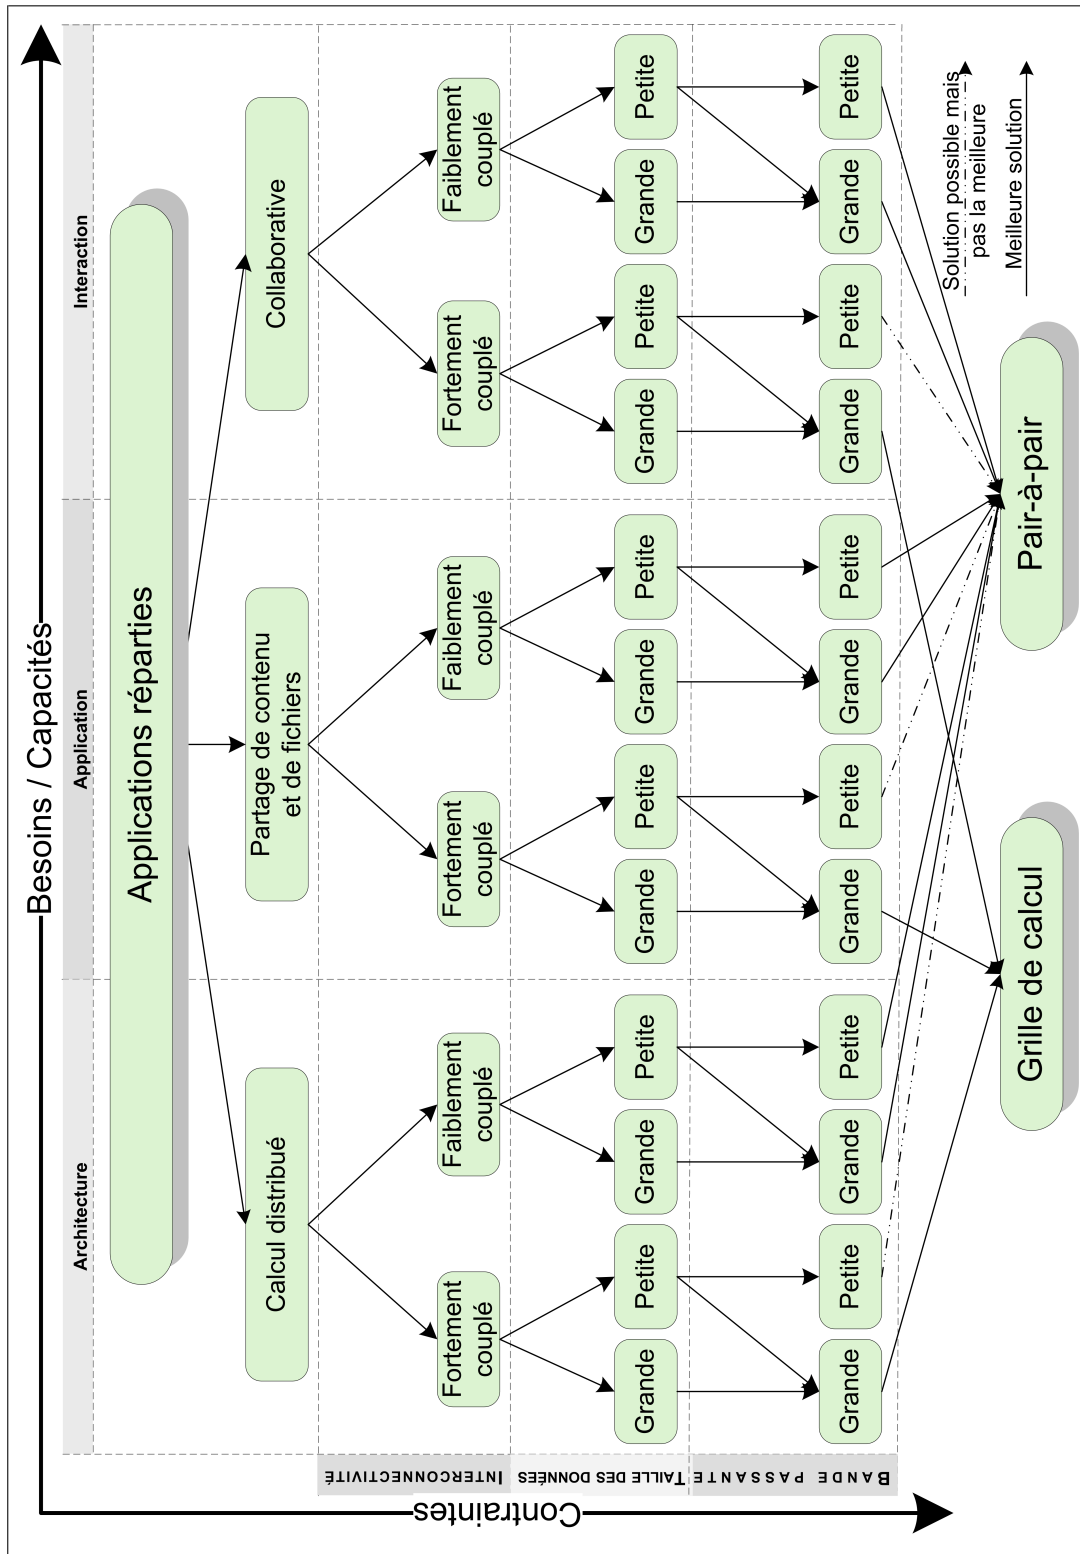 Besoins / Capacités
Architecture
Application
Interaction
Applications réparties
Calcul distribué
Partage de contenu
et de fichiers
Collaborative
INTERCONNECTIVITÉ
Fortement
couplé
Faiblement
couplé
Fortement
couplé
Faiblement
couplé
Fortement
couplé
Faiblement
couplé
TAILLE DES DONNÉES
Grande
Petite
Grande
Petite
Grande
Petite
Grande
Petite
Grande
Petite
Grande
Petite
BANDE PASSANTE
Grande
Petite
Grande
Petite
Grande
Petite
Grande
Petite
Grande
Petite
Grande
Petite
Contraintes
Solution possible mais
pas la meilleure
Meilleure solution
Grille de calcul
Pair-à-pair